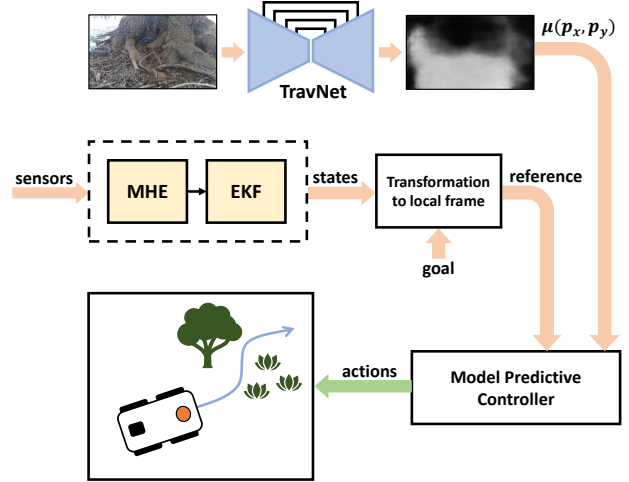 μ(p_x, p_y)
TravNet
sensors
MHE
EKF
states
Transformation
to local frame
reference
goal
actions
Model Predictive
Controller